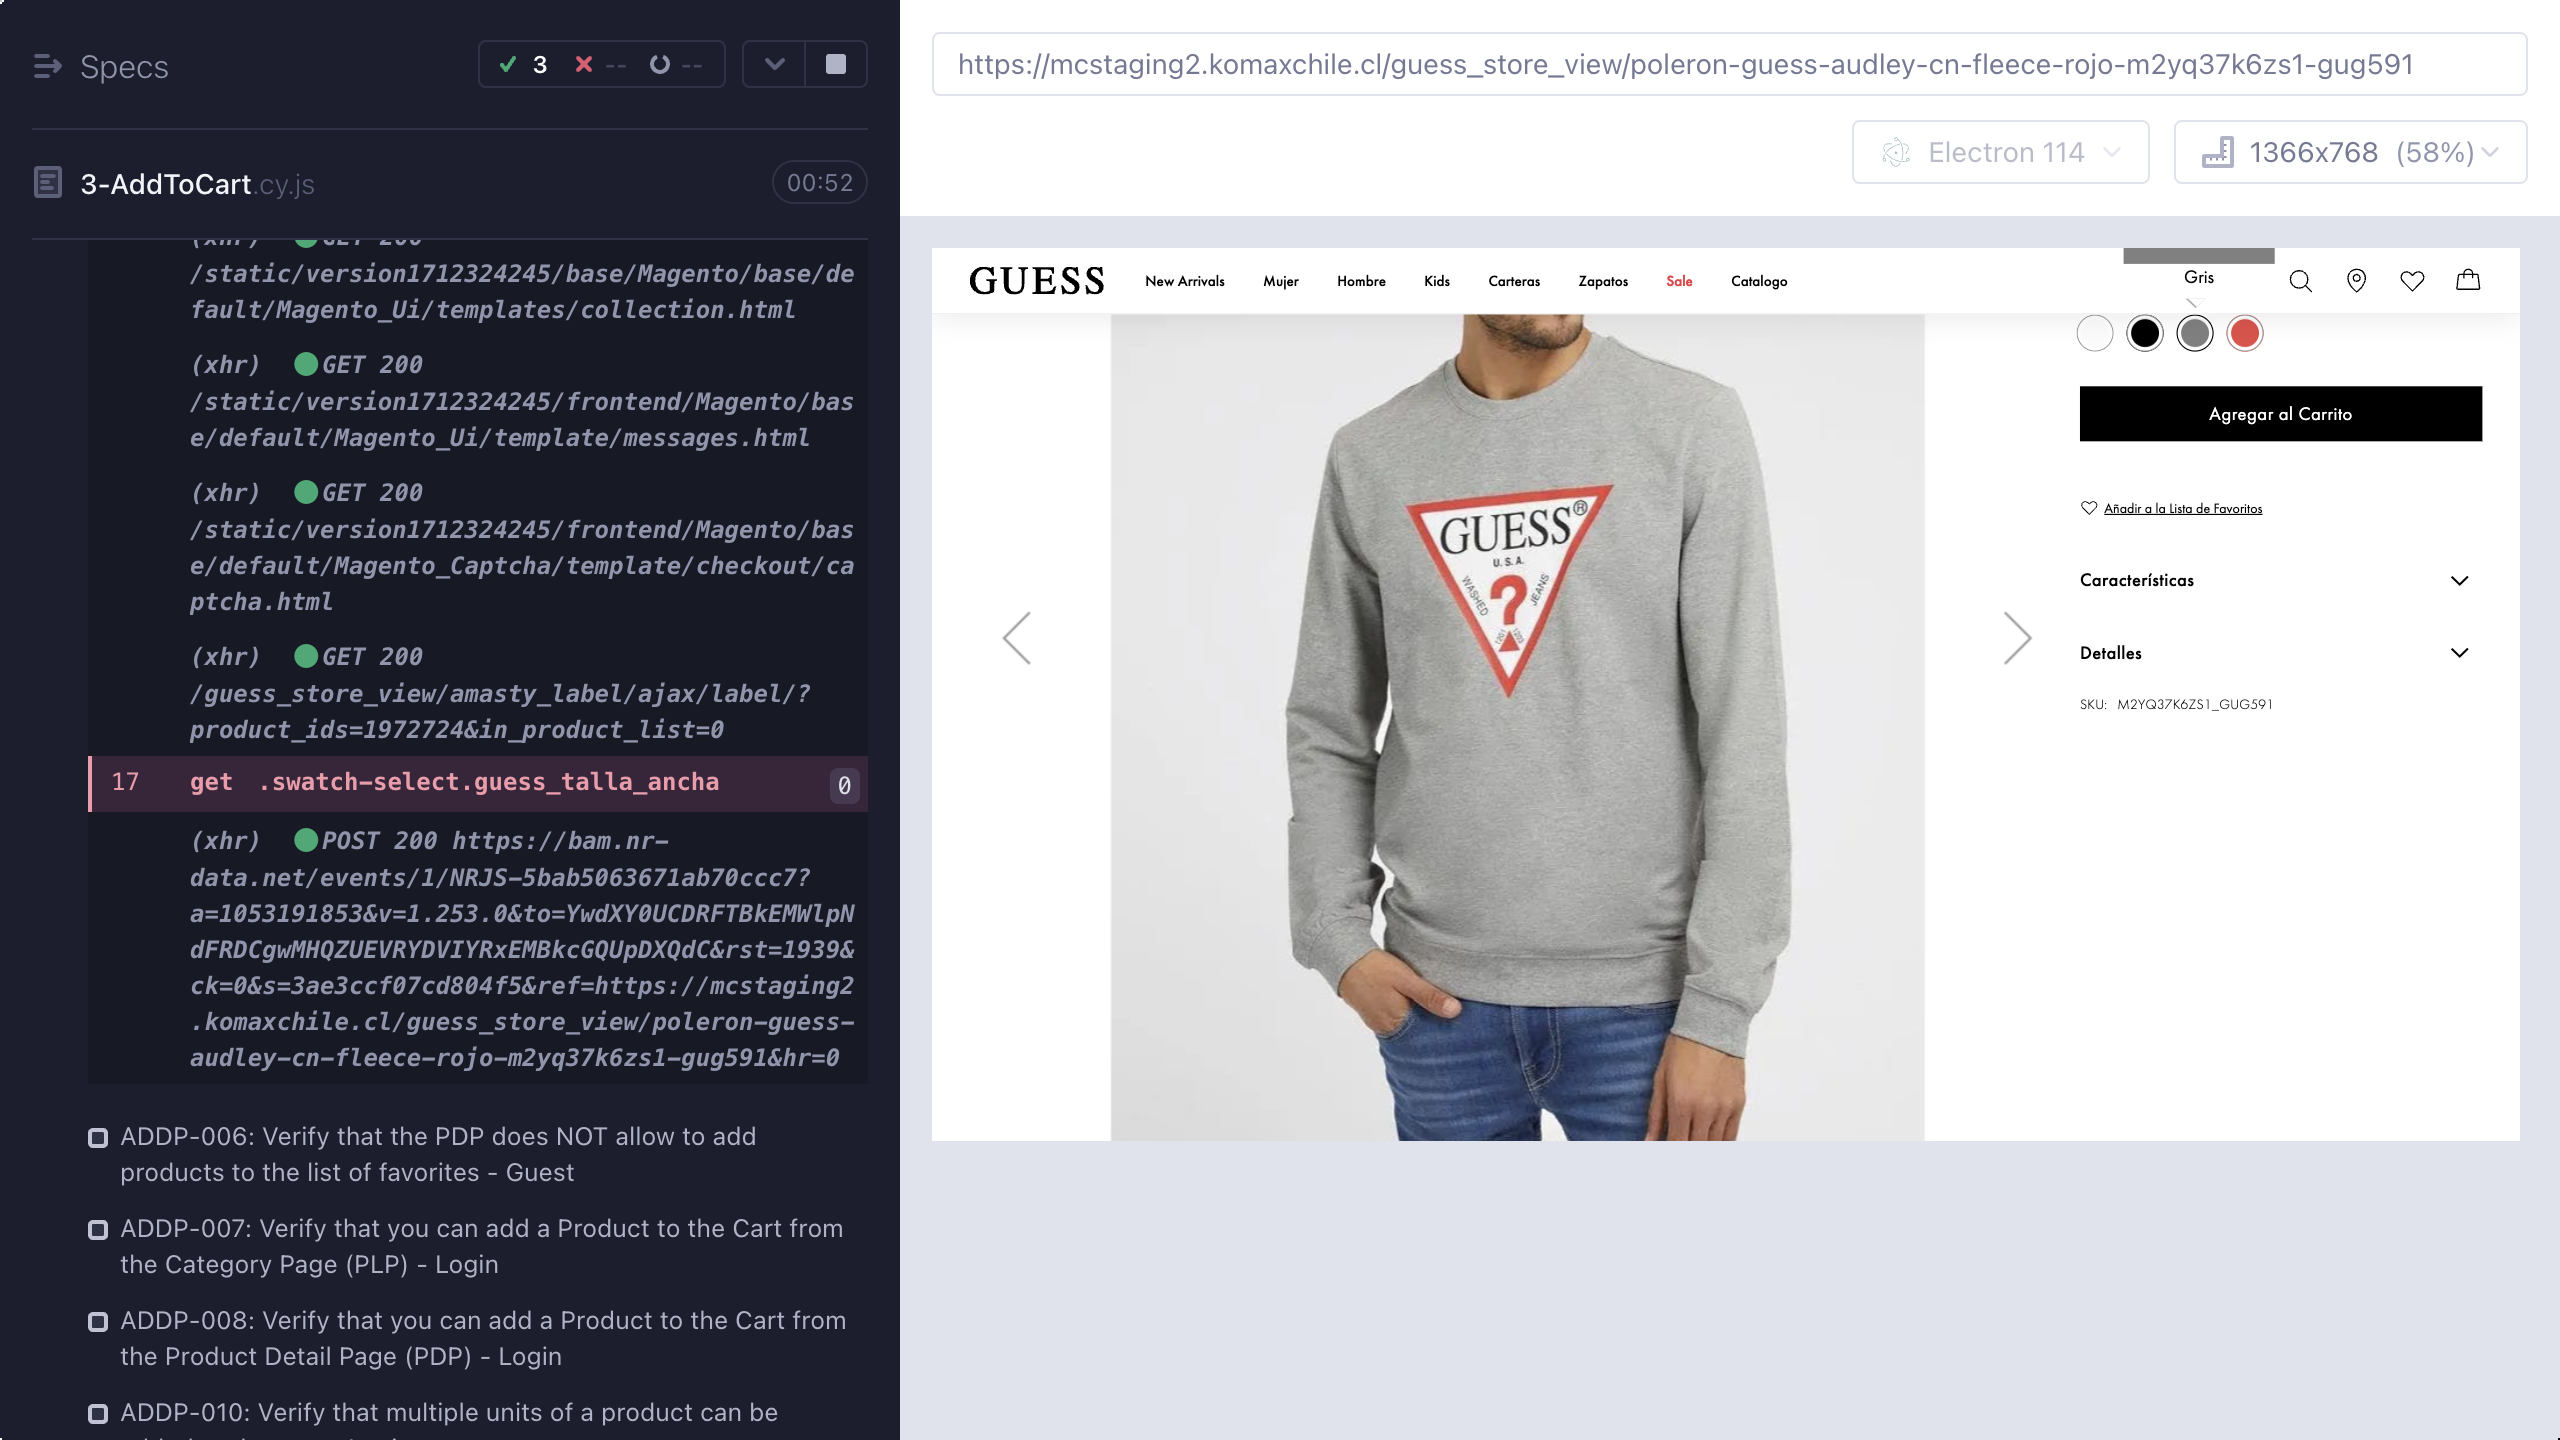 Specs
3
--
--
3-AddToCart.cy.js
00:52
(xhr) GET 200
/static/version1712324245/base/Magento/base/de
fault/Magento_Ui/templates/collection.html
(xhr) GET 200
/static/version1712324245/frontend/Magento/bas
e/default/Magento_Ui/template/messages.html
(xhr) GET 200
/static/version1712324245/frontend/Magento/bas
e/default/Magento_Captcha/template/checkout/ca
ptcha.html
(xhr) GET 200
/guess_store_view/amasty_label/ajax/label/?
product_ids=1972724&in_product_list=0
17 get .swatch-select.guess_talla_ancha 0
(xhr) POST 200 https://bam.nr-
data.net/events/1/NRJS-5bab5063671ab70ccc7?
a=1053191853&v=1.253.0&to=YwdXY0UCDRFTBkEMWlpN
dFRDCgwMHQZUEVRYDVIYRxEMBkcGQUpDXQdC&rst=1939&
ck=0&s=3ae3ccf07cd804f5&ref=https://mcstaging2
.komaxchile.cl/guess_store_view/poleron-guess-
audley-cn-fleece-rojo-m2yq37k6zs1-gug591&hr=0
ADDP-006: Verify that the PDP does NOT allow to add
products to the list of favorites - Guest
ADDP-007: Verify that you can add a Product to the Cart from
the Category Page (PLP) - Login
ADDP-008: Verify that you can add a Product to the Cart from
the Product Detail Page (PDP) - Login
ADDP-010: Verify that multiple units of a product can be
https://mcstaging2.komaxchile.cl/guess_store_view/poleron-guess-audley-cn-fleece-rojo-m2yq37k6zs1-gug591
Electron 114
1366x768 (58%)
GUESS
New Arrivals
Mujer
Hombre
Kids
Carteras
Zapatos
Sale
Catalogo
Gris
GUESS®
U.S.A.
WASHED
JEANS
?
Agregar al Carrito
Añadir a la Lista de Favoritos
Características
Detalles
SKU: M2YQ37K6ZS1_GUG591